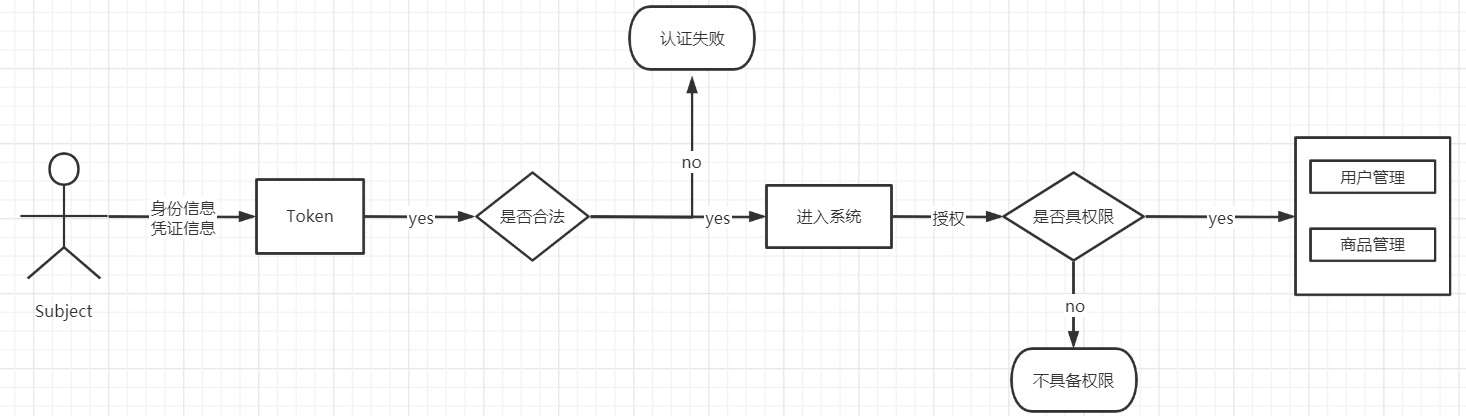 认证失败
no
身份信息
凭证信息
Token
yes
是否合法
yes
进入系统
授权
是否具权限
yes
用户管理
商品管理
Subject
no
不具备权限